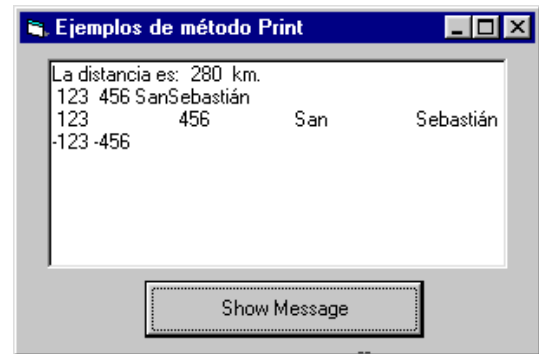 Ejemplos de método Print
La distancia es:  280  km.
123  456 SanSebastián
123 456 San Sebastián
-123 -456
Show Message